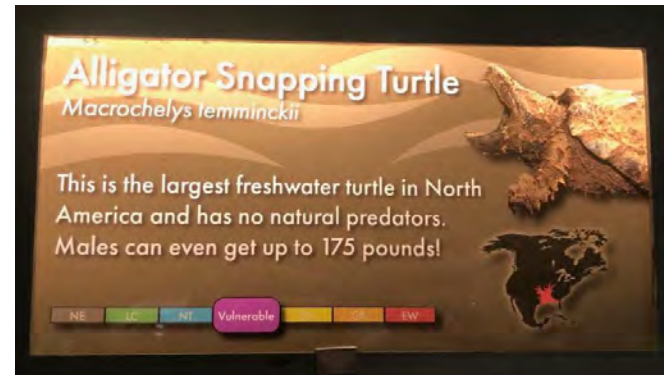 Alligator Snapping Turtle
Macrochelys temminckii
This is the largest freshwater turtle in North
America and has no natural predators.
Males can even get up to 175 pounds!
NE LC NT Vulnerable EW